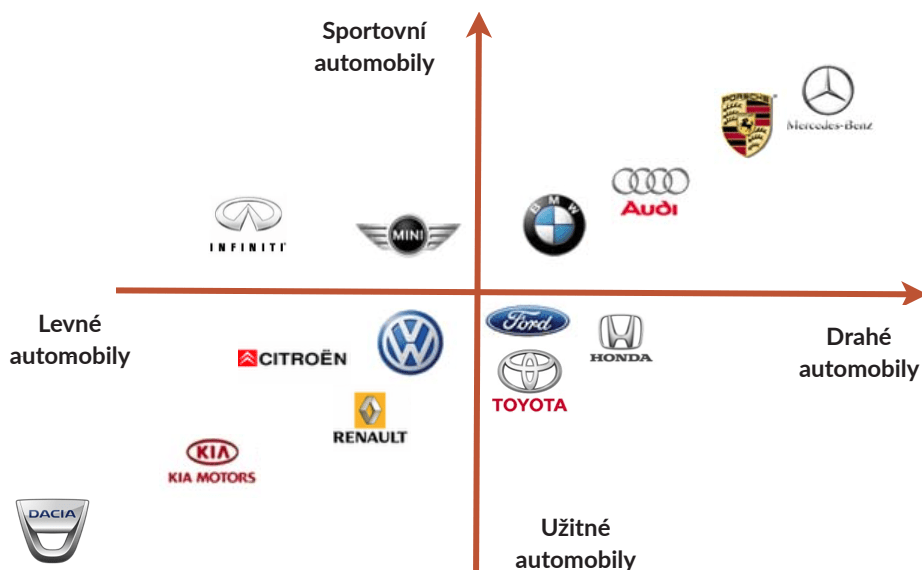 Sportovní
automobily
PORSCHE
Mercedes-Benz
Audi
BMW
INFINITI
MINI
Levné
automobily
Ford
HONDA
Drahé
automobily
CITROËN
TOYOTA
RENAULT
KIA
KIA MOTORS
DACIA
Užitné
automobily